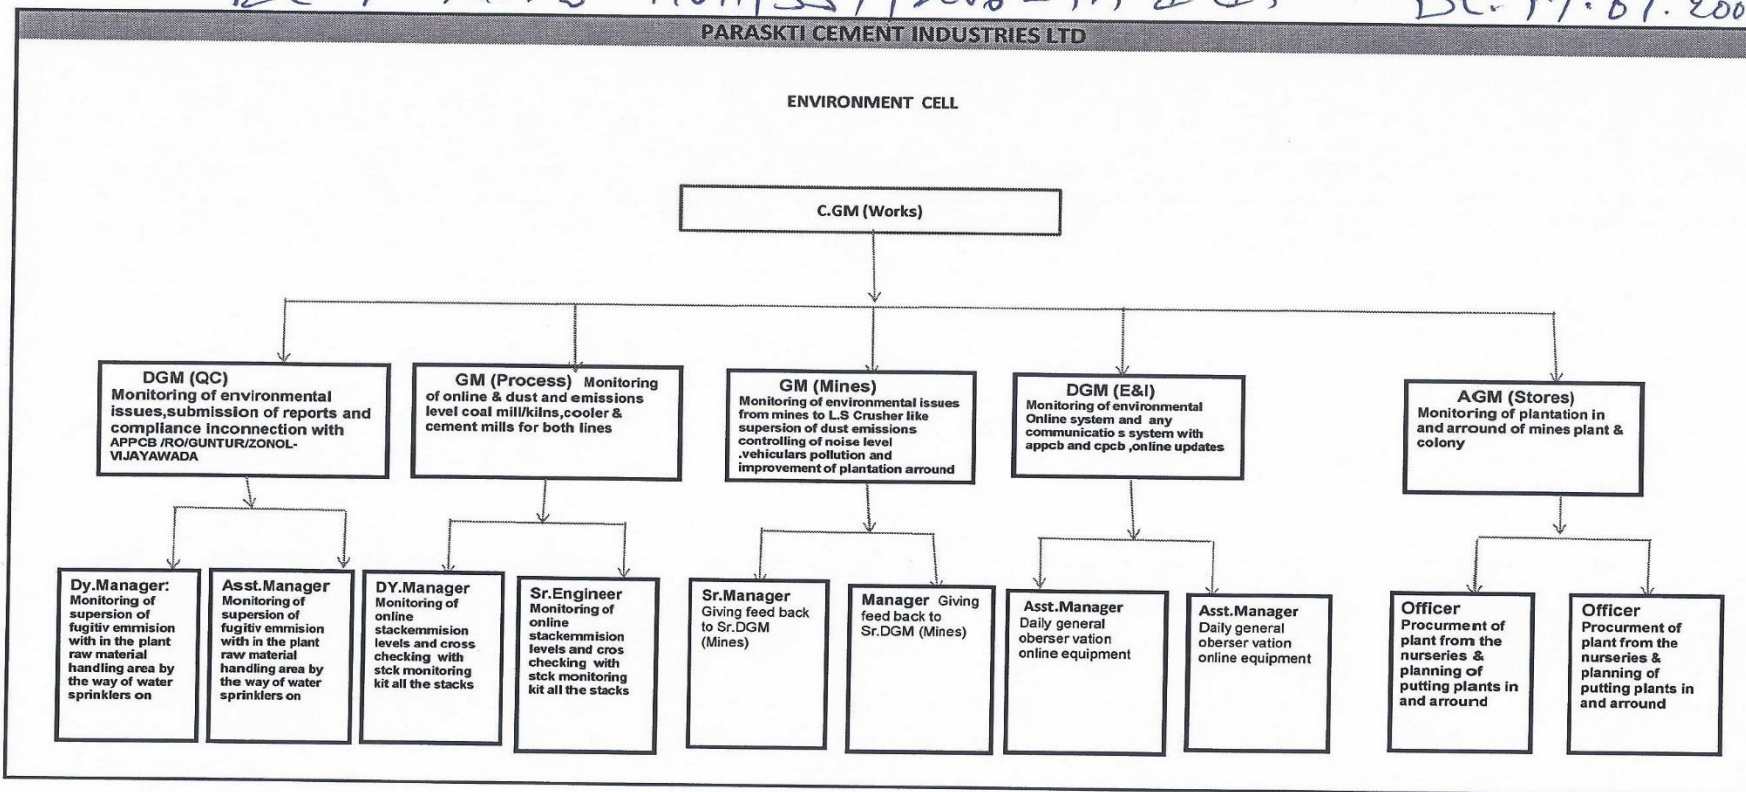 PARASKTI CEMENT INDUSTRIES LTD
ENVIRONMENT CELL
C.GM (Works)
DGM (QC)
Monitoring of environmental
issues,submission of reports and
compliance inconnection with
APPCB /RO/GUNTUR/ZONOL-
VIJAYAWADA
GM (Process) Monitoring
of online & dust and emissions
level coal mill/kilns,cooler &
cement mills for both lines
GM (Mines)
Monitoring of environmental issues
from mines to L.S Crusher like
supersion of dust emissions
controlling of noise level
.vehiculars pollution and
improvement of plantation arround
DGM (E&I)
Monitoring of environmental
Online system and any
communicatio s system with
appcb and cpcb ,online updates
AGM (Stores)
Monitoring of plantation in
and arround of mines plant &
colony
Dy.Manager:
Monitoring of
supersion of
fugitiv emmision
with in the plant
raw material
handling area by
the way of water
sprinklers on
Asst.Manager
Monitoring of
supersion of
fugitiv emmision
with in the plant
raw material
handling area by
the way of water
sprinklers on
DY.Manager
Monitoring of
online
stackemmision
levels and cross
checking with
stck monitoring
kit all the stacks
Sr.Engineer
Monitoring of
online
stackemmision
levels and cros
checking with
stck monitoring
kit all the stacks
Sr.Manager
Giving feed back
to Sr.DGM
(Mines)
Manager Giving
feed back to
Sr.DGM (Mines)
Asst.Manager
Daily general
oberser vation
online equipment
Asst.Manager
Daily general
oberser vation
online equipment
Officer
Procurment of
plant from the
nurseries &
planning of
putting plants in
and arround
Officer
Procurment of
plant from the
nurseries &
planning of
putting plants in
and arround